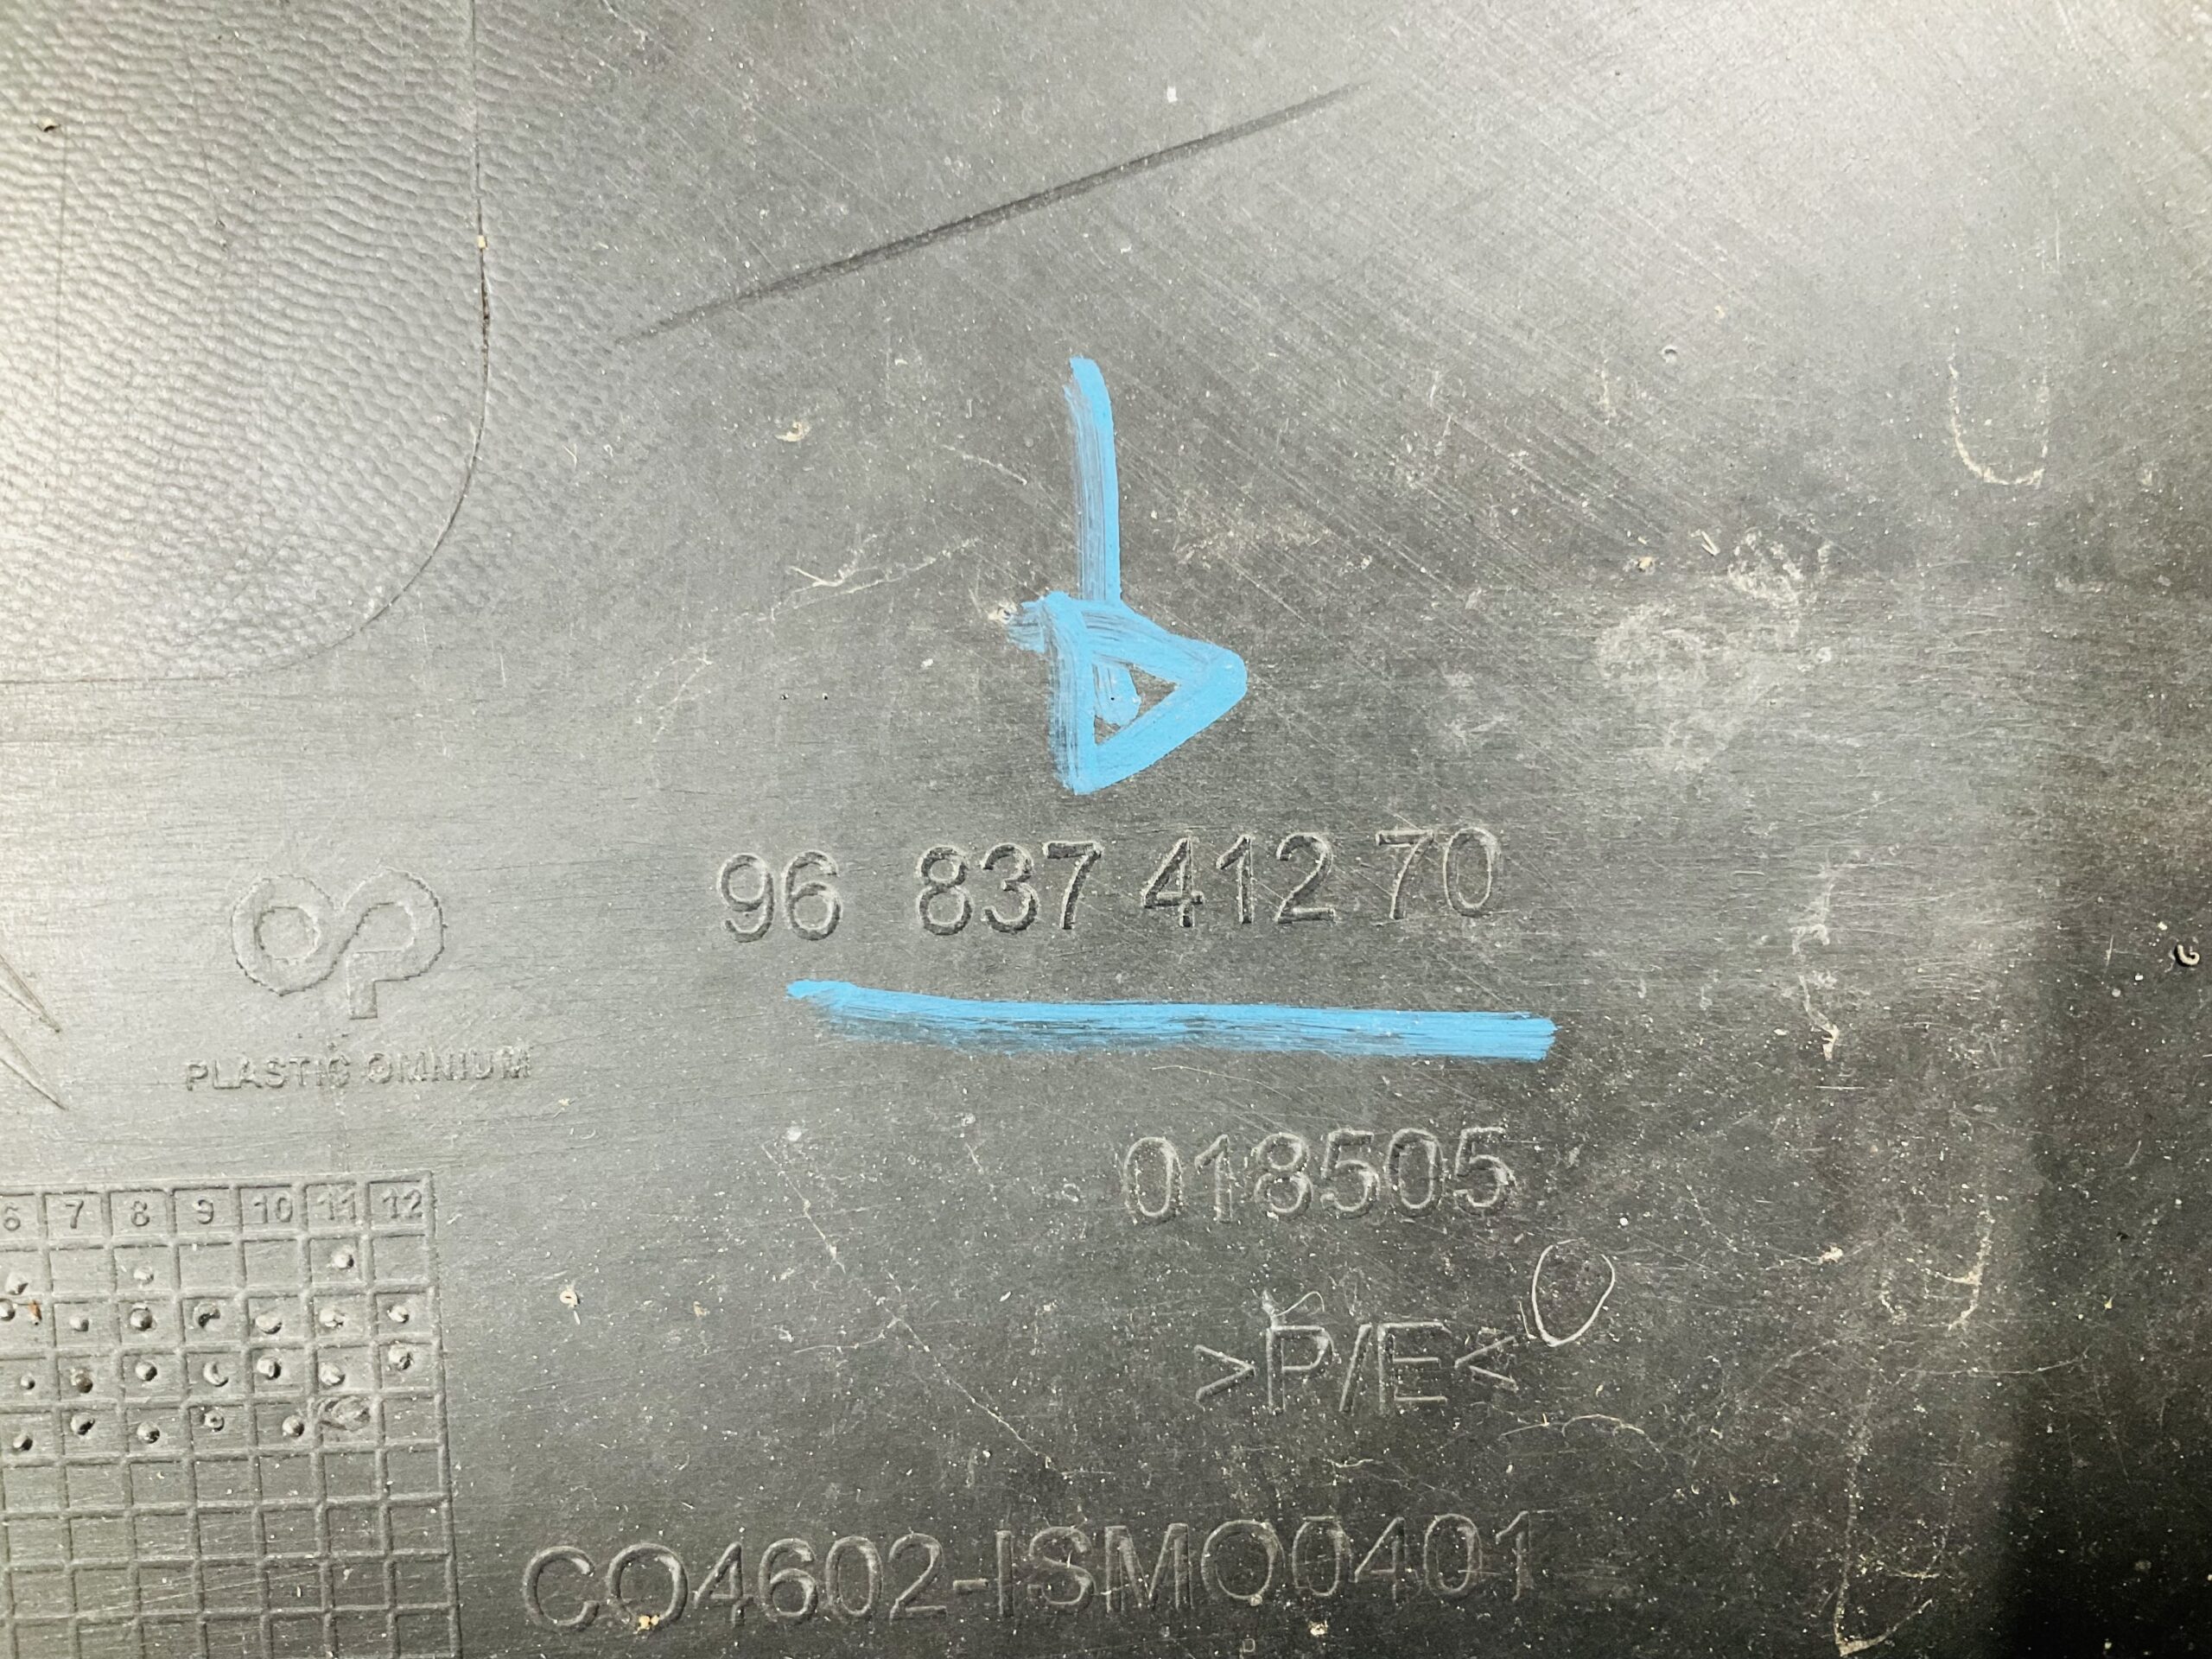 96 837 412 70
PLASTIC OMNIUM
018505
6 7 8 9 10 11 12
>P/E<
CO4602-ISMO0401